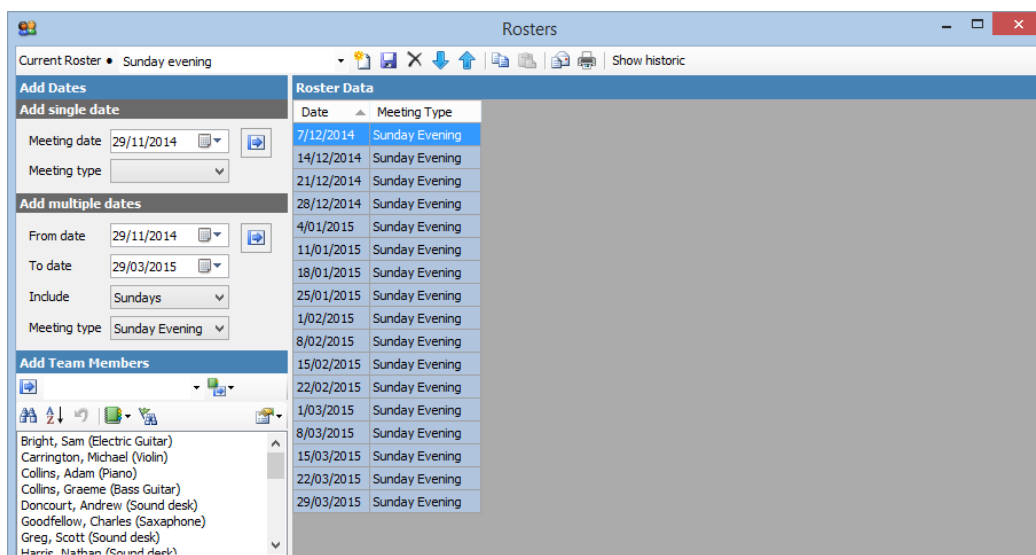 Rosters
Current Roster • Sunday evening Show historic
Add Dates
Add single date
Meeting date 29/11/2014
Meeting type
Add multiple dates
From date 29/11/2014
To date 29/03/2015
Include Sundays
Meeting type Sunday Evening
Add Team Members
Bright, Sam (Electric Guitar)
Carrington, Michael (Violin)
Collins, Adam (Piano)
Collins, Graeme (Bass Guitar)
Doncourt, Andrew (Sound desk)
Goodfellow, Charles (Saxaphone)
Greg, Scott (Sound desk)
Harris, Nathan (Sound desk)
Roster Data
Date Meeting Type
7/12/2014 Sunday Evening
14/12/2014 Sunday Evening
21/12/2014 Sunday Evening
28/12/2014 Sunday Evening
4/01/2015 Sunday Evening
11/01/2015 Sunday Evening
18/01/2015 Sunday Evening
25/01/2015 Sunday Evening
1/02/2015 Sunday Evening
8/02/2015 Sunday Evening
15/02/2015 Sunday Evening
22/02/2015 Sunday Evening
1/03/2015 Sunday Evening
8/03/2015 Sunday Evening
15/03/2015 Sunday Evening
22/03/2015 Sunday Evening
29/03/2015 Sunday Evening